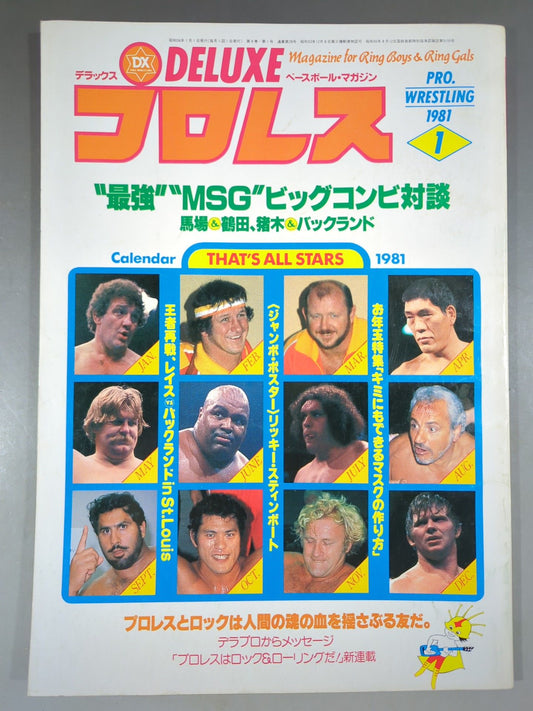 DX
DELUXE
Magazine for Ring Boys & Ring Gals
デラックス
ベースボール・マガジン
プロレス
PRO.
WRESTLING
1981
1
"最強""MSG"ビッグコンビ対談
馬場&鶴田、猪木&バックランド
Calendar
THAT'S ALL STARS
1981
JAN.
FEB.
MAR.
APR.
MAY
JUNE
JULY
AUG.
SEPT.
OCT.
NOV.
DEC.
王者再戦、レイスvsバックランド in St.Louis
〈ジャンボ・ポスター〉リッキー・スティンボート
お年玉特集「キミにもできるマスクの作り方」
プロレスとロックは人間の魂の血を揺さぶる友だ。
デラプロからメッセージ
「プロレスはロック&ローリングだ!」新連載